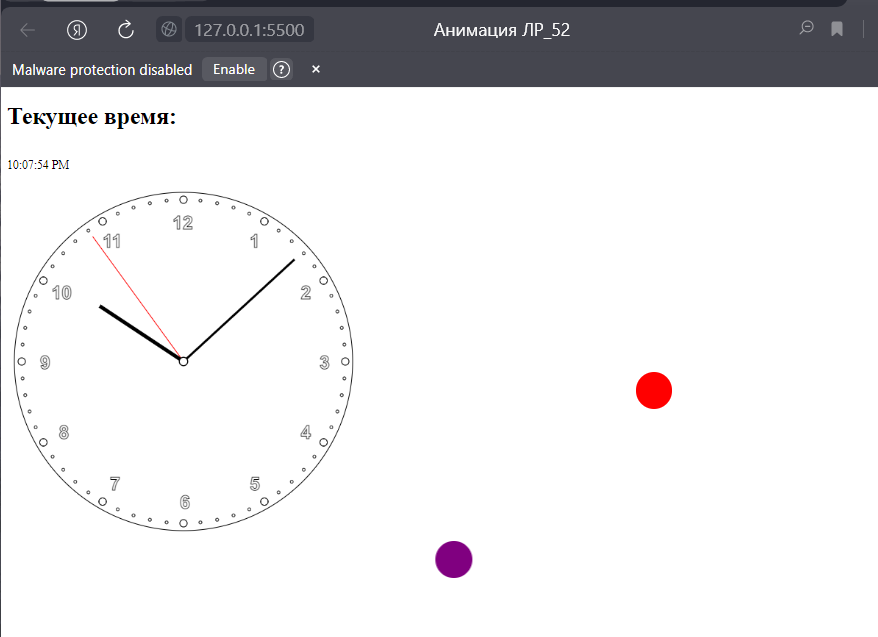 Я 127.0.0.1:5500 Анимация ЛР_52
Malware protection disabled Enable ? ×
Текущее время:
10:07:54 PM
12
11 1
10 2
9 3
8 4
7 5
6